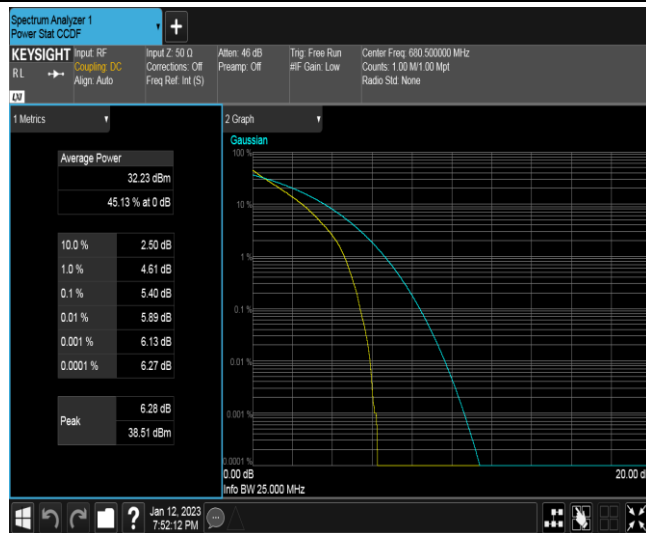 Spectrum Analyzer 1
Power Stat CCDF
+
KEYSIGHT
RL
Input: RF
Coupling: DC
Align: Auto
Input Z: 50 Ω
Corrections: Off
Freq Ref: Int (S)
Atten: 46 dB
Preamp: Off
Trig: Free Run
#IF Gain: Low
Center Freq: 680.500000 MHz
Counts: 1.00 M/1.00 Mpt
Radio Std: None
1 Metrics
Average Power
32.23 dBm
45.13 % at 0 dB
10.0 % 2.50 dB
1.0 % 4.61 dB
0.1 % 5.40 dB
0.01 % 5.89 dB
0.001 % 6.13 dB
0.0001 % 6.27 dB
Peak 6.28 dB
38.51 dBm
2 Graph
Gaussian
100 %
10 %
1 %
0.1 %
0.01 %
0.001 %
0.0001 %
0.00 dB
20.00 d
Info BW 25.000 MHz
?
Jan 12, 2023
7:52:12 PM